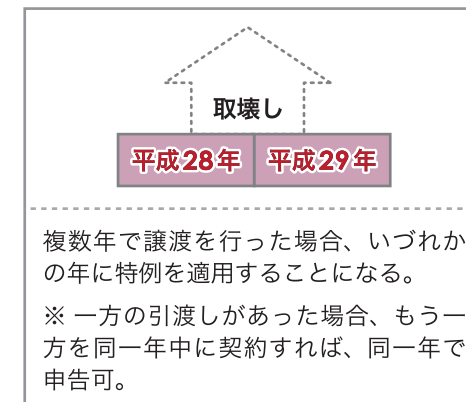 取壊し
平成28年 平成29年
複数年で譲渡を行った場合、いづれか
の年に特例を適用することになる。
※ 一方の引渡しがあった場合、もう一
方を同一年中に契約すれば、同一年で
申告可。